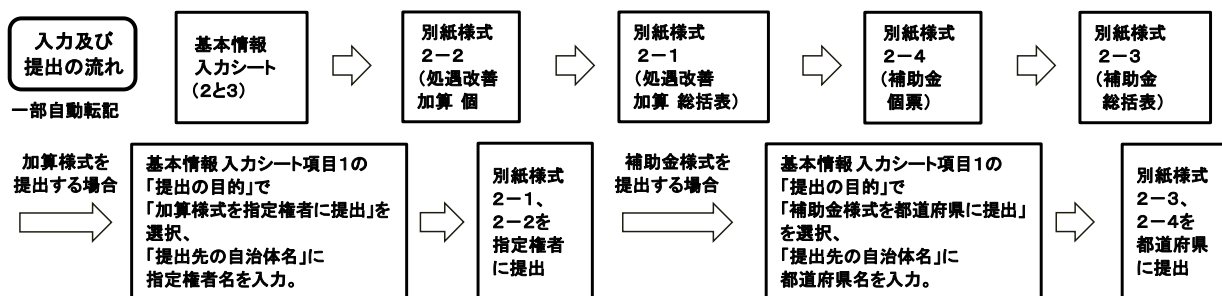 入力及び
提出の流れ
一部自動転記
基本情報
入力シート
(2と3)
別紙様式
2-2
(処遇改善
加算 個
別紙様式
2-1
(処遇改善
加算 総括表)
別紙様式
2-4
(補助金
個票)
別紙様式
2-3
(補助金
総括表)
加算様式を
提出する場合
基本情報入力シート項目1の
「提出の目的」で
「加算様式を指定権者に提出」を
選択、
「提出先の自治体名」に
指定権者名を入力。
別紙様式
2-1、
2-2を
指定権者
に提出
補助金様式を
提出する場合
基本情報入力シート項目1の
「提出の目的」で
「補助金様式を都道府県に提出」
を選択、
「提出先の自治体名」に
都道府県名を入力。
別紙様式
2-3、
2-4を
都道府県
に提出